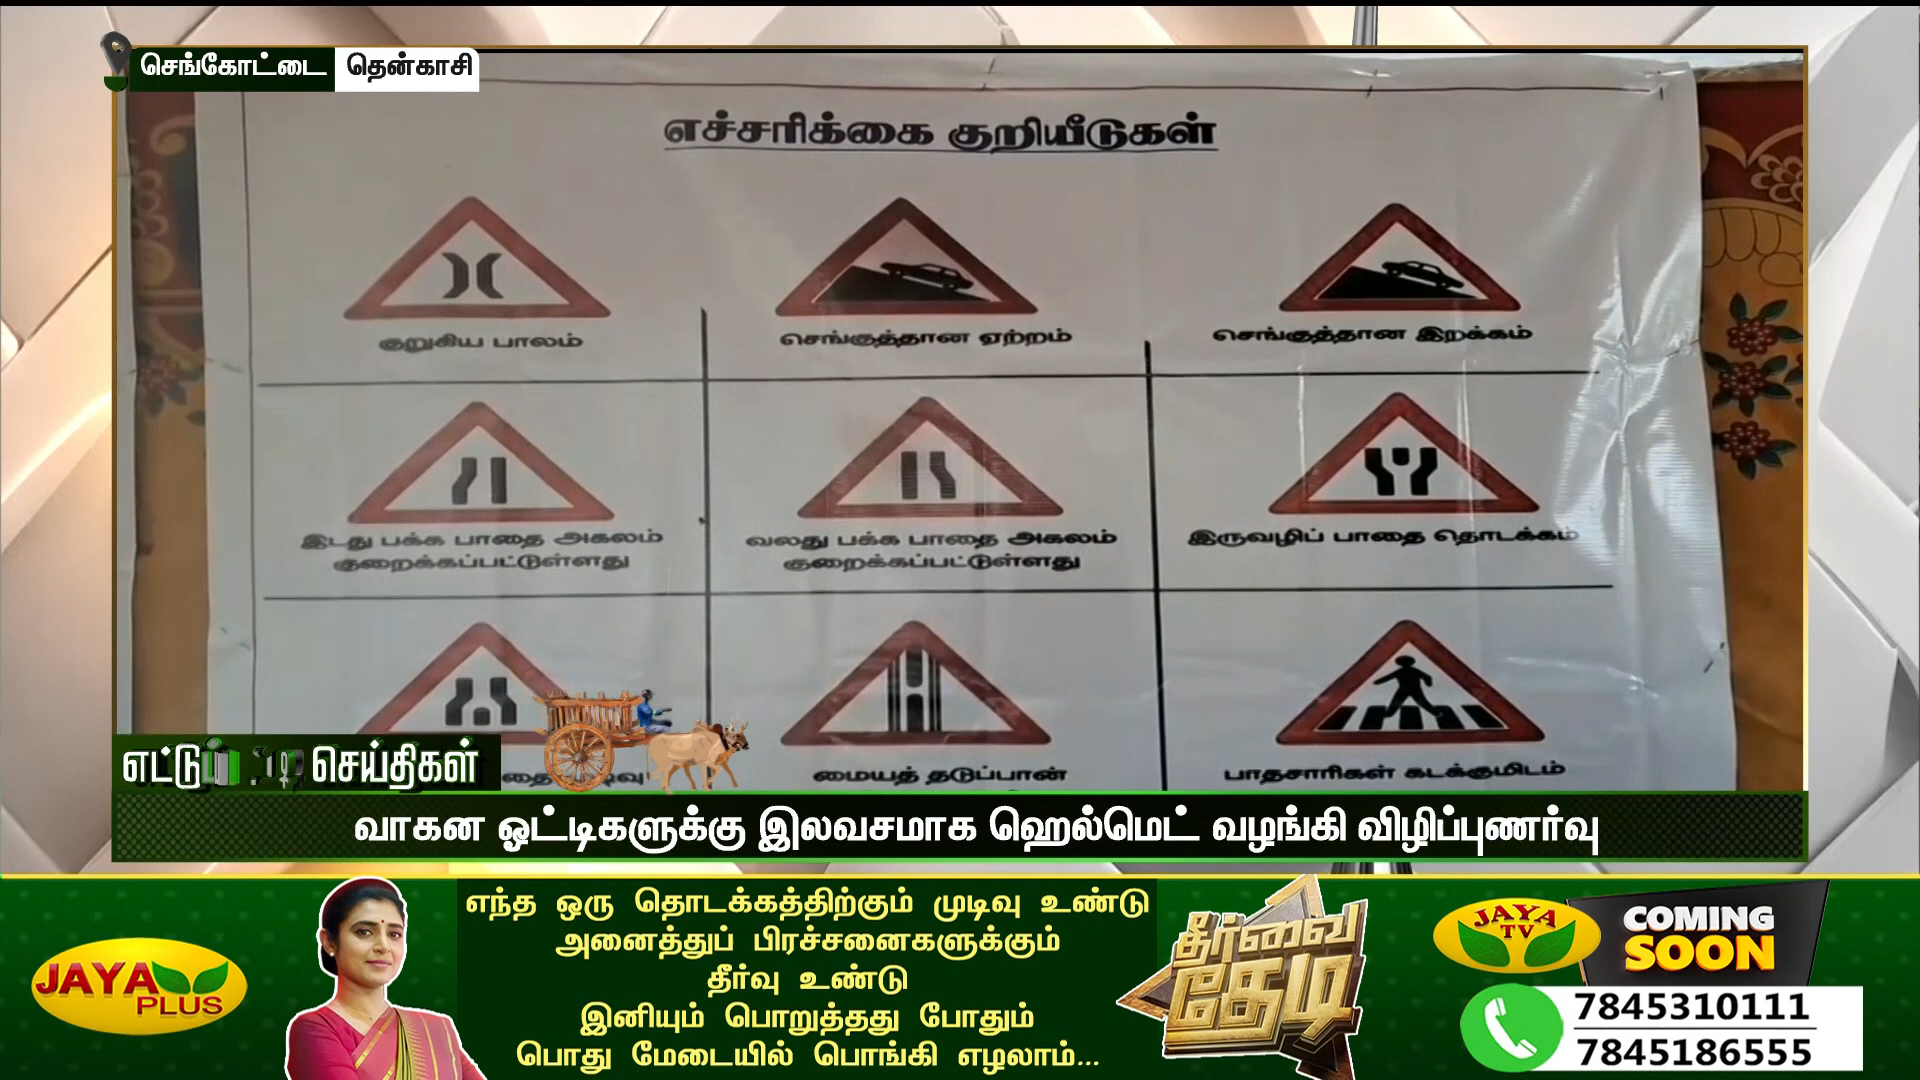 செங்கோட்டை தென்காசி
எச்சரிக்கை குறியீடுகள்
குறுகிய பாலம்
செங்குத்தான ஏற்றம்
செங்குத்தான இறக்கம்
இடது பக்க பாதை அகலம்
குறைக்கப்பட்டுள்ளது
வலது பக்க பாதை அகலம்
குறைக்கப்பட்டுள்ளது
இருவழிப் பாதை தொடக்கம்
மையத் தடுப்பான்
பாதசாரிகள் கடக்குமிடம்
செய்திகள்
வாகன ஓட்டிகளுக்கு இலவசமாக ஹெல்மெட் வழங்கி விழிப்புணர்வு
JAYA
PLUS
எந்த ஒரு தொடக்கத்திற்கும் முடிவு உண்டு
அனைத்துப் பிரச்சனைகளுக்கும்
தீர்வு உண்டு
இனியும் பொறுத்தது போதும்
பொது மேடையில் பொங்கி எழலாம்...
தீர்வை
தேடி
JAYA
TV
COMING
SOON
7845310111
7845186555